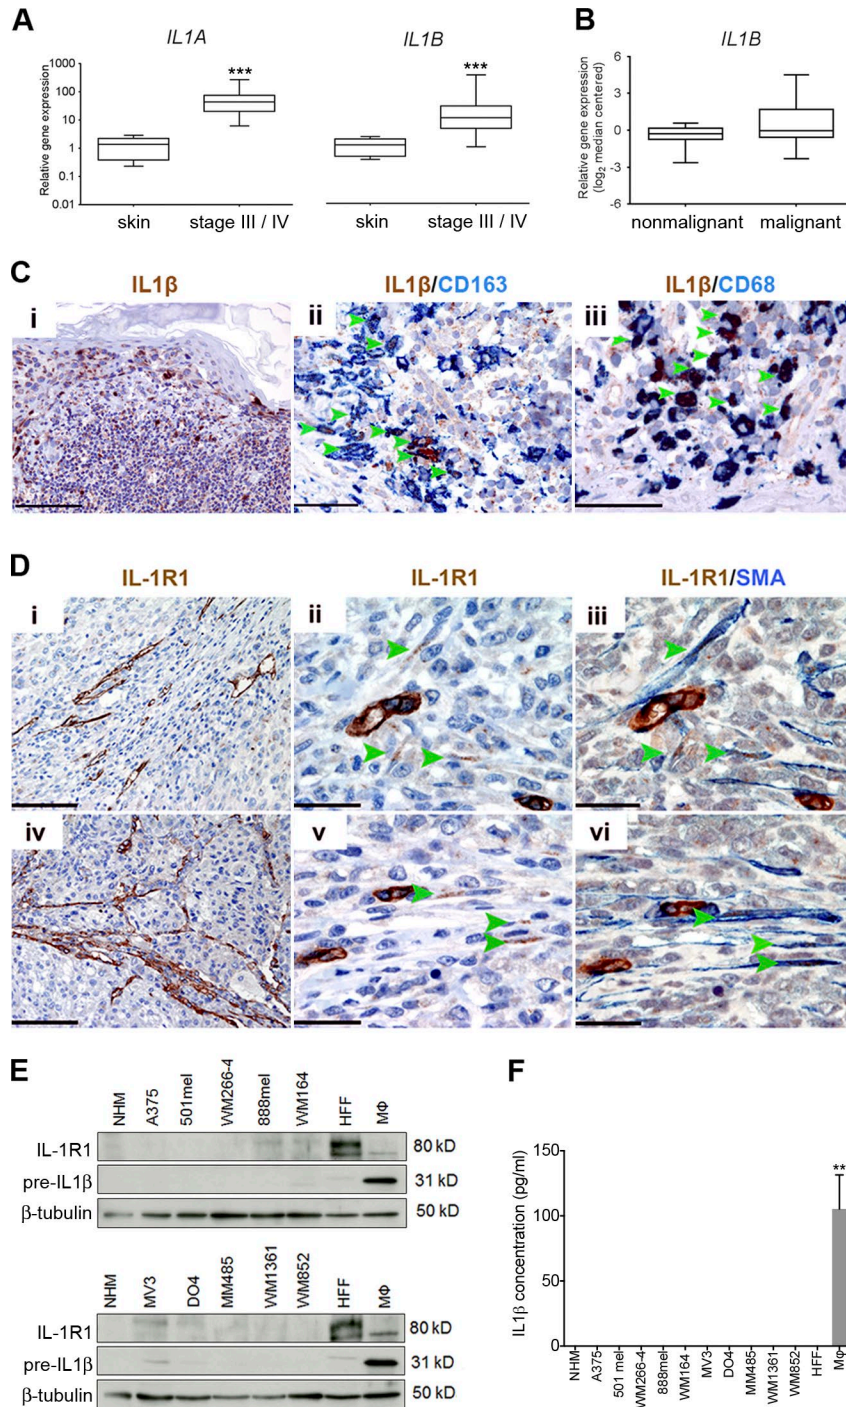 A
B
IL1A
IL1B
IL1B
Relative gene expression
1000
100
10
1
0.1
0.01
***
***
skin
stage III / IV
skin
stage III / IV
Relative gene expression
(log2 median centered)
6
3
0
-3
-6
nonmalignant
malignant
C
IL1β
IL1β/CD163
IL1β/CD68
i
ii
iii
D
IL-1R1
IL-1R1
IL-1R1/SMA
i
ii
iii
iv
v
vi
E
NHM
A375
501mel
WM266-4
888mel
WM164
HFF
MΦ
IL-1R1
80 kD
pre-IL1β
31 kD
β-tubulin
50 kD
NHM
MV3
DO4
MM485
WM1361
WM852
HFF
MΦ
IL-1R1
80 kD
pre-IL1β
31 kD
β-tubulin
50 kD
F
IL1β concentration (pg/ml)
150
100
50
0
**
NHM
A375
501 mel
WM266-4
888mel
WM164
MV3
DO4
MM485
WM1361
WM852
HFF
MΦ